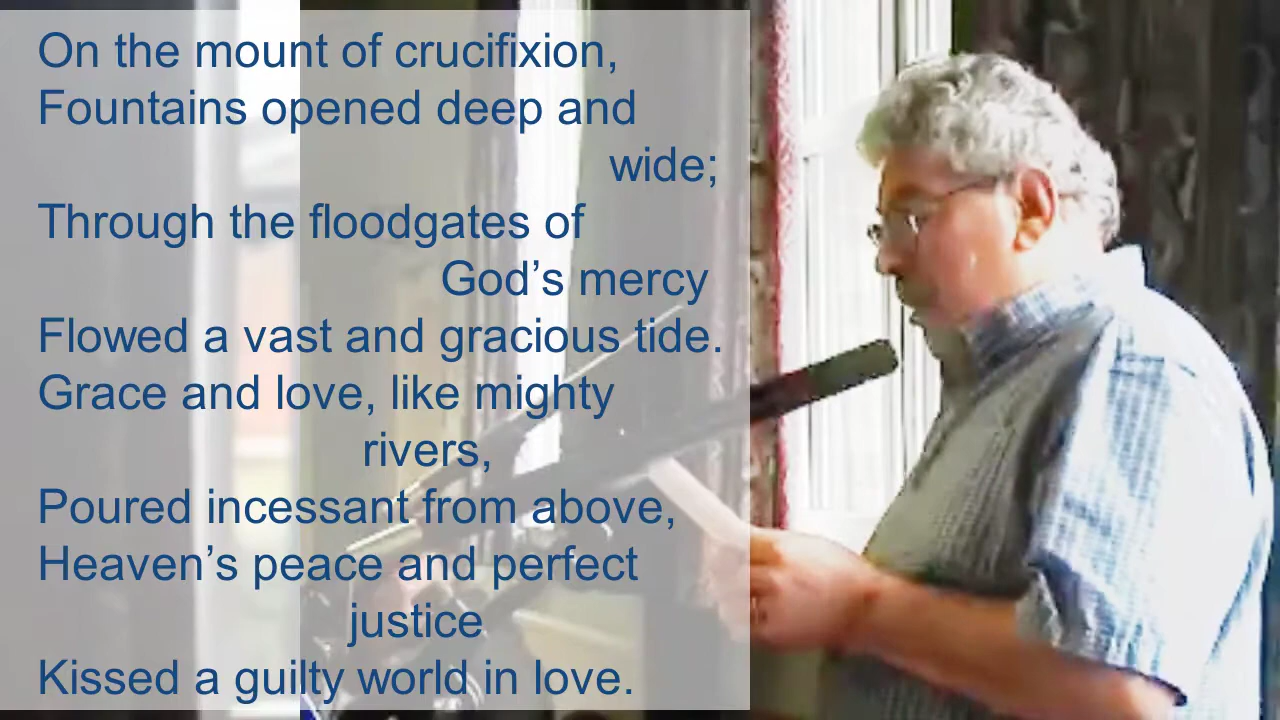 On the mount of crucifixion,
Fountains opened deep and
wide;
Through the floodgates of
God’s mercy
Flowed a vast and gracious tide.
Grace and love, like mighty
rivers,
Poured incessant from above,
Heaven’s peace and perfect
justice
Kissed a guilty world in love.